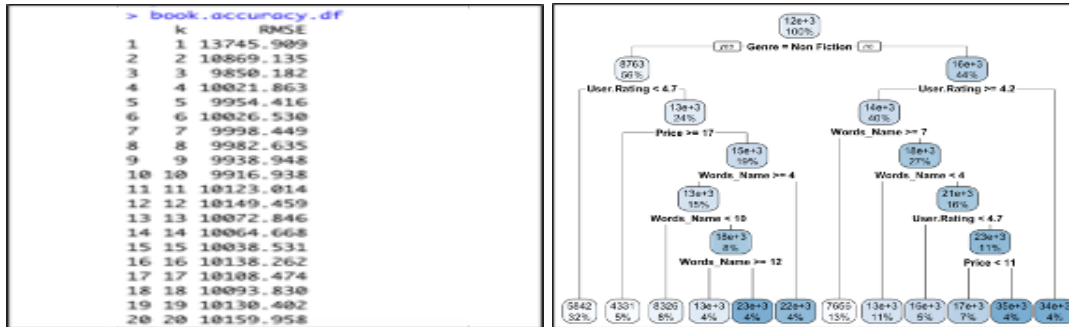 > book.accuracy.df
k RMSE
1 1 13745.909
2 2 10869.135
3 3 9850.182
4 4 10021.863
5 5 9954.416
6 6 10026.530
7 7 9998.449
8 8 9982.635
9 9 9938.948
10 10 9916.938
11 11 10123.014
12 12 10149.459
13 13 10072.846
14 14 10064.668
15 15 10038.531
16 16 10138.262
17 17 10108.474
18 18 10093.830
19 19 10130.402
20 20 10159.958
12e+3
100%
yes Genre = Non Fiction no
8763
56%
16e+3
44%
User.Rating < 4.7
User.Rating >= 4.2
13e+3
24%
14e+3
40%
Price >= 17
Words_Name >= 7
15e+3
19%
18e+3
27%
Words_Name >= 4
Words_Name < 4
13e+3
15%
21e+3
16%
Words_Name < 10
User.Rating < 4.7
8%
23e+3
11%
Words_Name >= 12
Price < 11
5842 4331 8326 13e+3 23e+3 22e+3 13e+3 16e+3 17e+3 35e+3 34e+3
32% 5% 8% 4% 4% 4% 13% 11% 5% 7% 4% 4%